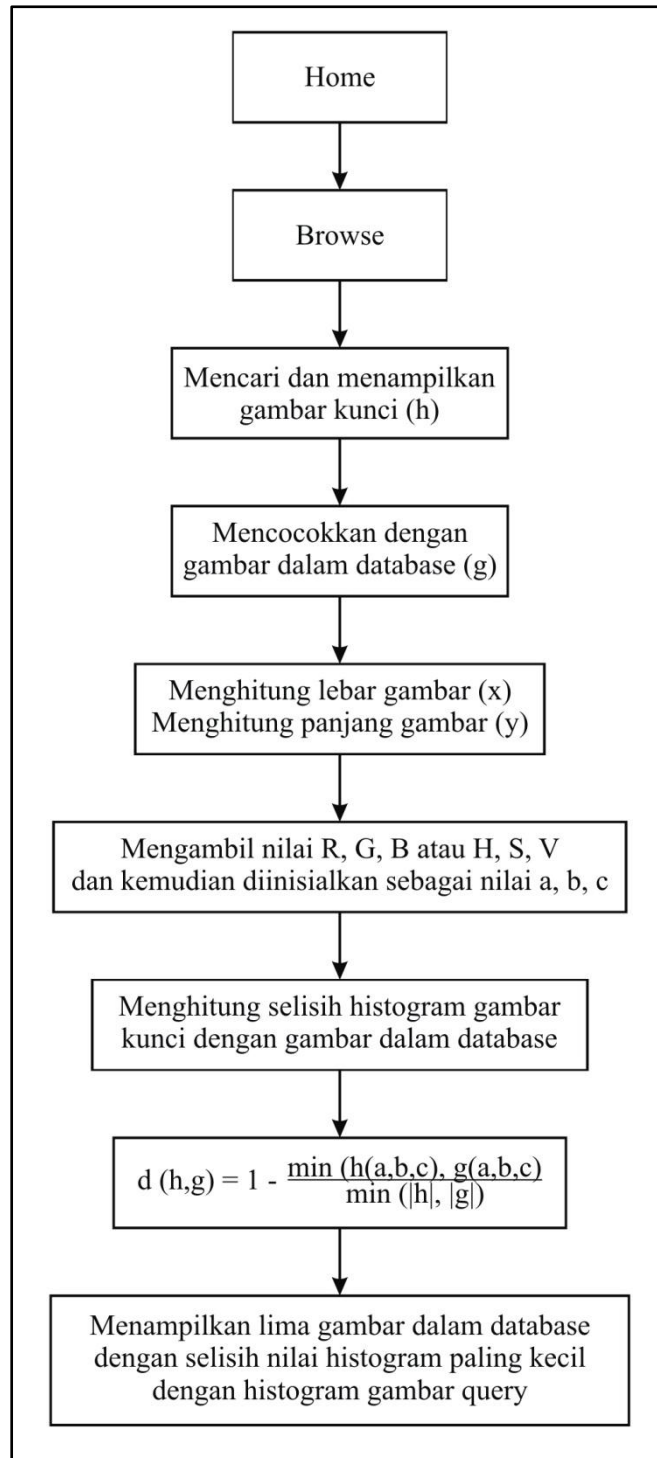 Home
Browse
Mencari dan menampilkan
gambar kunci (h)
Mencocokkan dengan
gambar dalam database (g)
Menghitung lebar gambar (x)
Menghitung panjang gambar (y)
Mengambil nilai R, G, B atau H, S, V
dan kemudian diinisialkan sebagai nilai a, b, c
Menghitung selisih histogram gambar
kunci dengan gambar dalam database
d (h,g) = 1 - min (h(a,b,c), g(a,b,c)
min (|h|, |g|)
Menampilkan lima gambar dalam database
dengan selisih nilai histogram paling kecil
dengan histogram gambar query